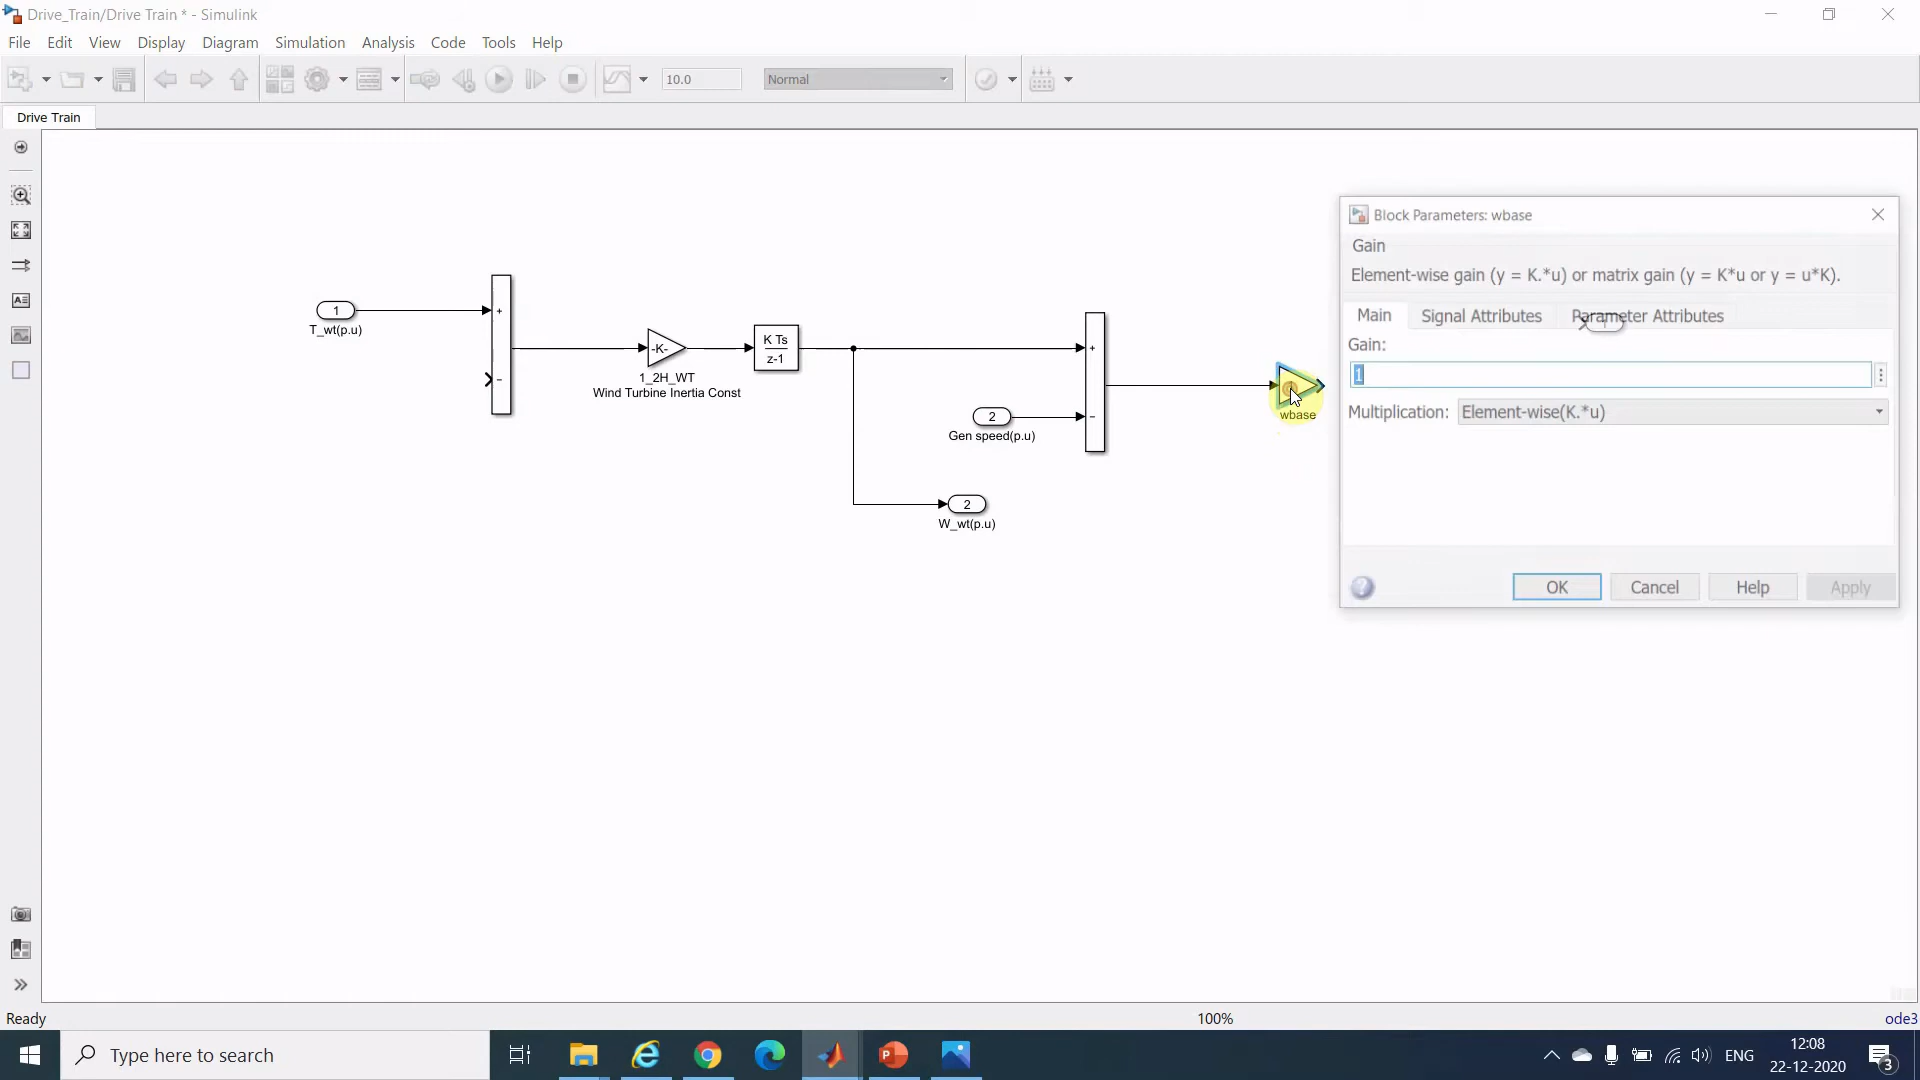 Drive_Train/Drive Train * - Simulink
File Edit View Display Diagram Simulation Analysis Code Tools Help
10.0
Normal
Drive Train
Block Parameters: wbase
Gain
Element-wise gain (y = K.*u) or matrix gain (y = K*u or y = u*K).
Main Signal Attributes Parameter Attributes
Gain:
1
Multiplication: Element-wise(K.*u)
OK Cancel Help Apply
1
T_wt(p.u)
+
−
-K-
1_2H_WT
Wind Turbine Inertia Const
K Ts
z-1
+
−
2
Gen speed(p.u)
2
W_wt(p.u)
wbase
Ready
100%
ode3
Type here to search
ENG
12:08
22-12-2020
3